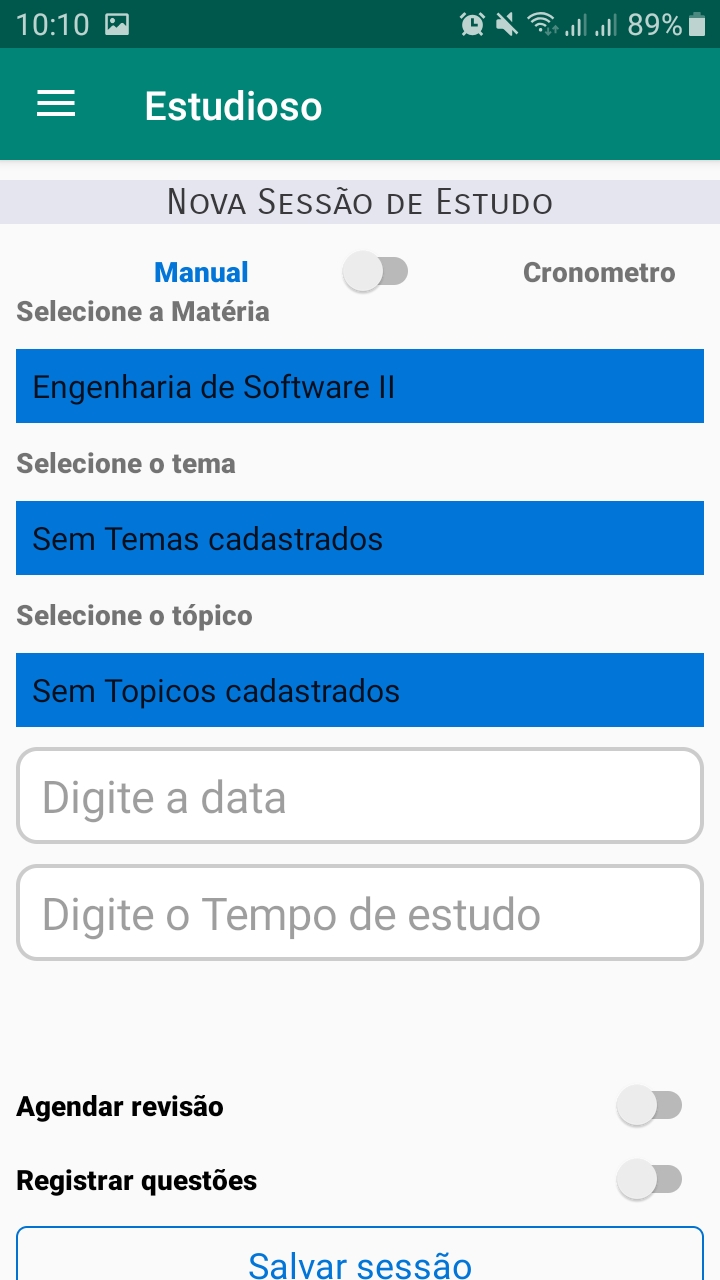 10:10 89%
Estudioso
Nova Sessão de Estudo
Manual Cronometro
Selecione a Matéria
Engenharia de Software II
Selecione o tema
Sem Temas cadastrados
Selecione o tópico
Sem Topicos cadastrados
Digite a data
Digite o Tempo de estudo
Agendar revisão
Registrar questões
Salvar sessão